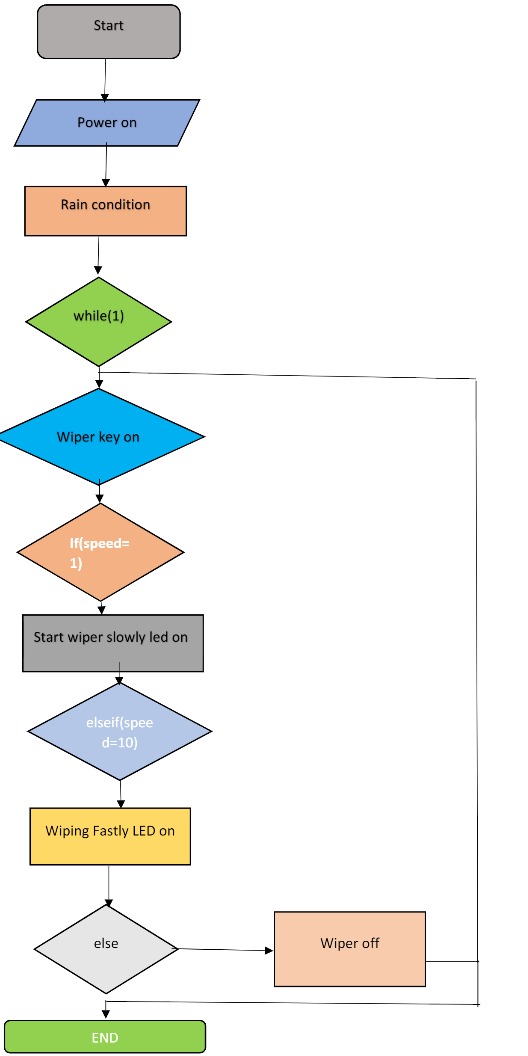 Start
Power on
Rain condition
while(1)
Wiper key on
If(speed=
1)
Start wiper slowly led on
elseif(spee
d=10)
Wiping Fastly LED on
else
Wiper off
END